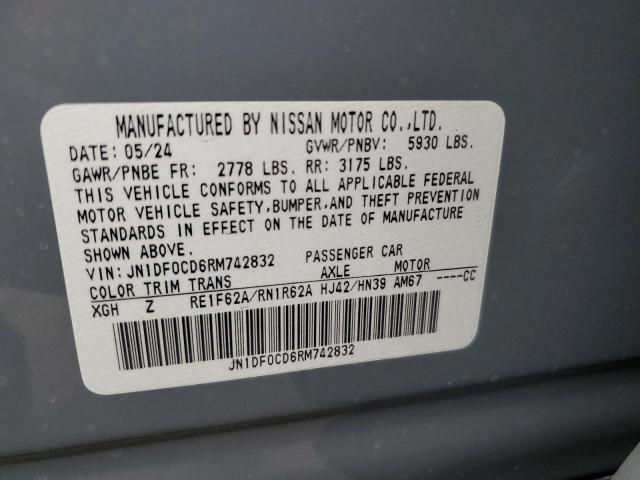 MANUFACTURED BY NISSAN MOTOR CO.,LTD.
DATE: 05/24 GVWR/PNBV: 5930 LBS.
GAWR/PNBE FR: 2778 LBS. RR: 3175 LBS.
THIS VEHICLE CONFORMS TO ALL APPLICABLE FEDERAL
MOTOR VEHICLE SAFETY,BUMPER,AND THEFT PREVENTION
STANDARDS IN EFFECT ON THE DATE OF MANUFACTURE
SHOWN ABOVE.
VIN: JN1DF0CD6RM742832 PASSENGER CAR
COLOR TRIM TRANS AXLE MOTOR
XGH Z RE1F62A/RN1R62A HJ42/HN39 AM67 ----CC
JN1DF0CD6RM742832